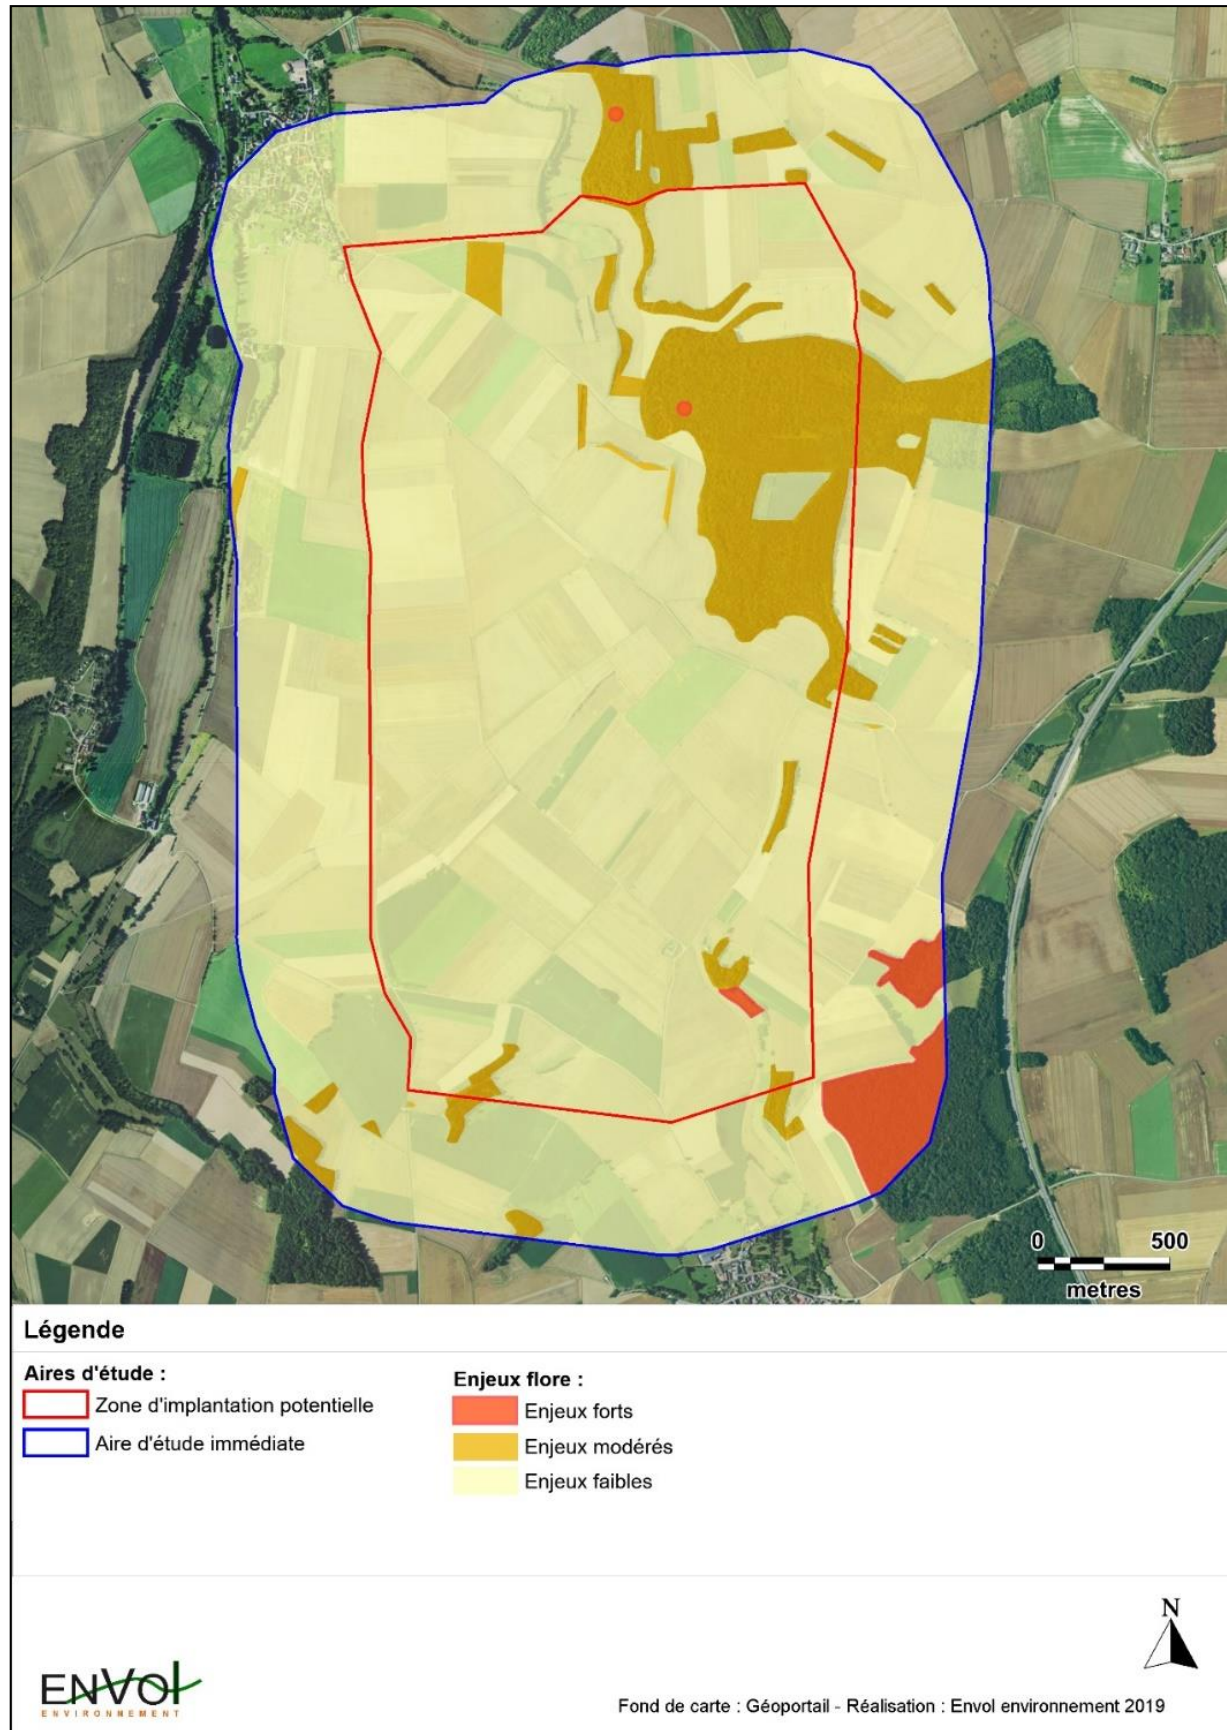 0 500
metres
Légende
Aires d'étude :
Zone d'implantation potentielle
Aire d'étude immédiate
Enjeux flore :
Enjeux forts
Enjeux modérés
Enjeux faibles
N
ENVOl
ENVIRONNEMENT
Fond de carte : Géoportail - Réalisation : Envol environnement 2019